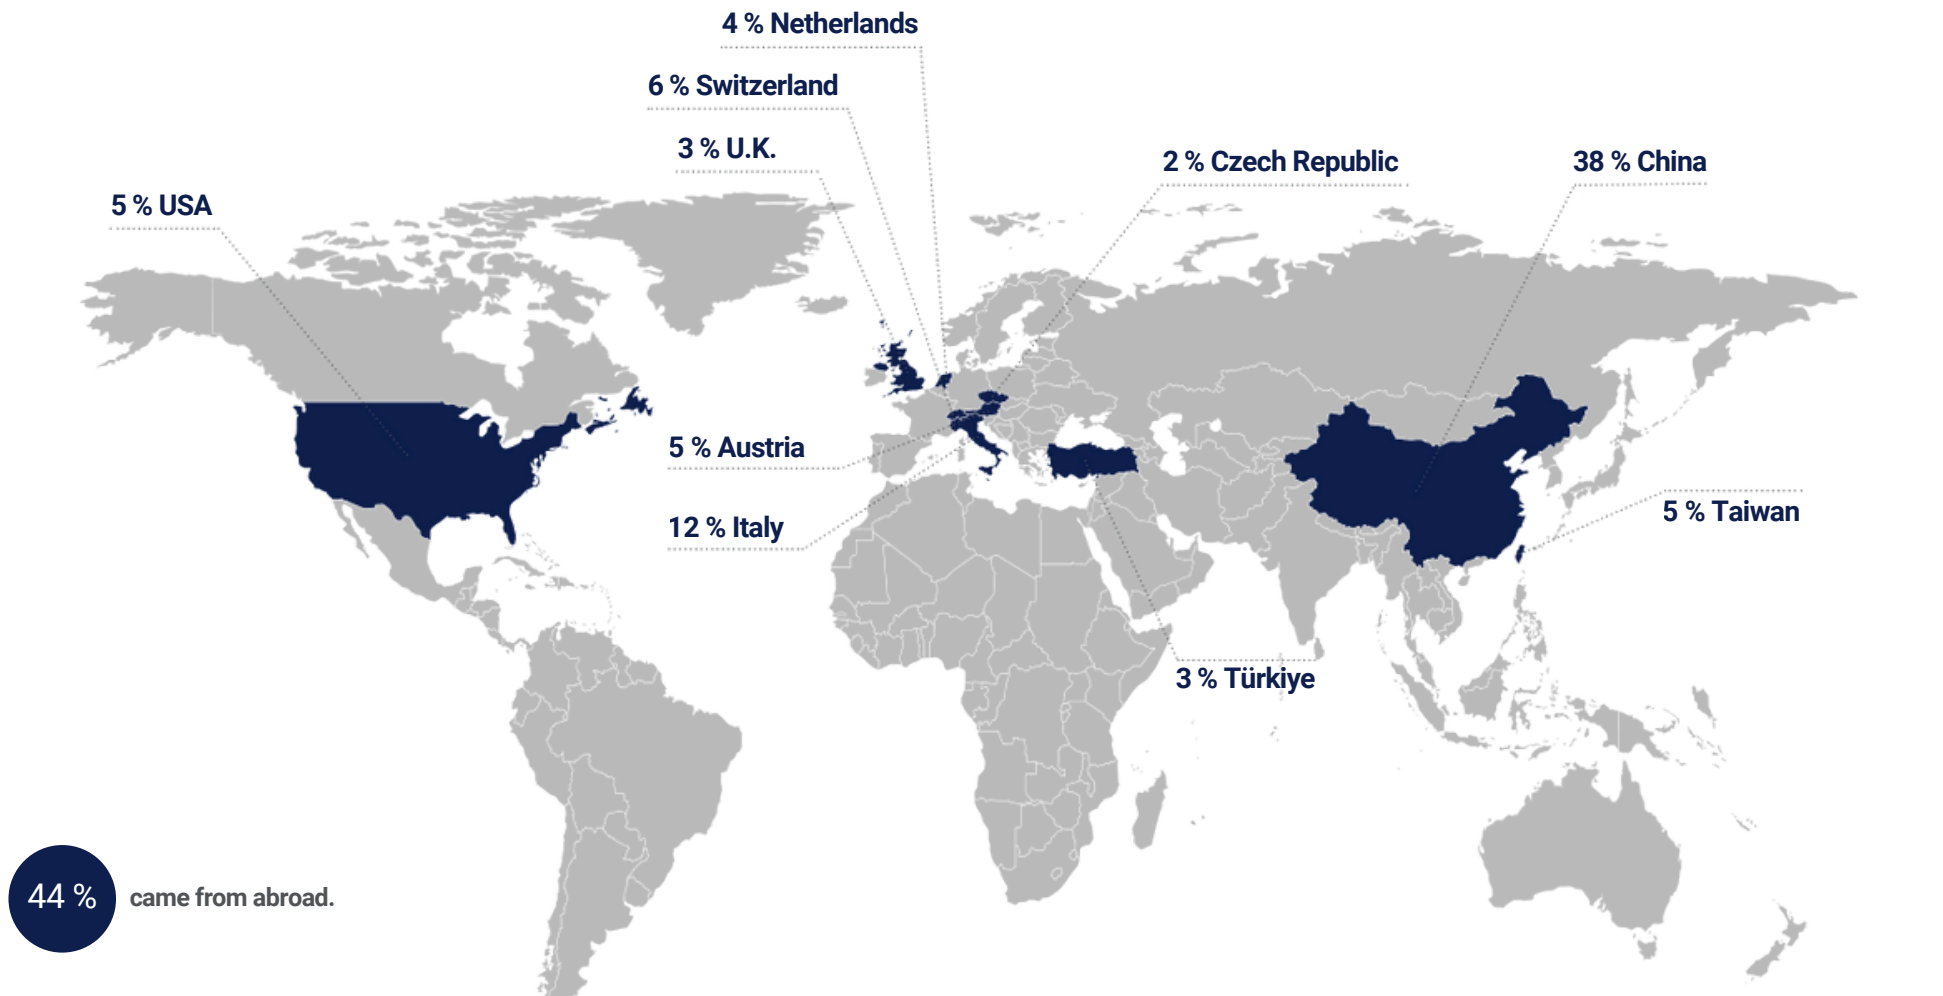 4 % Netherlands
6 % Switzerland
3 % U.K.
2 % Czech Republic
38 % China
5 % USA
5 % Austria
12 % Italy
5 % Taiwan
3 % Türkiye
44 %
came from abroad.